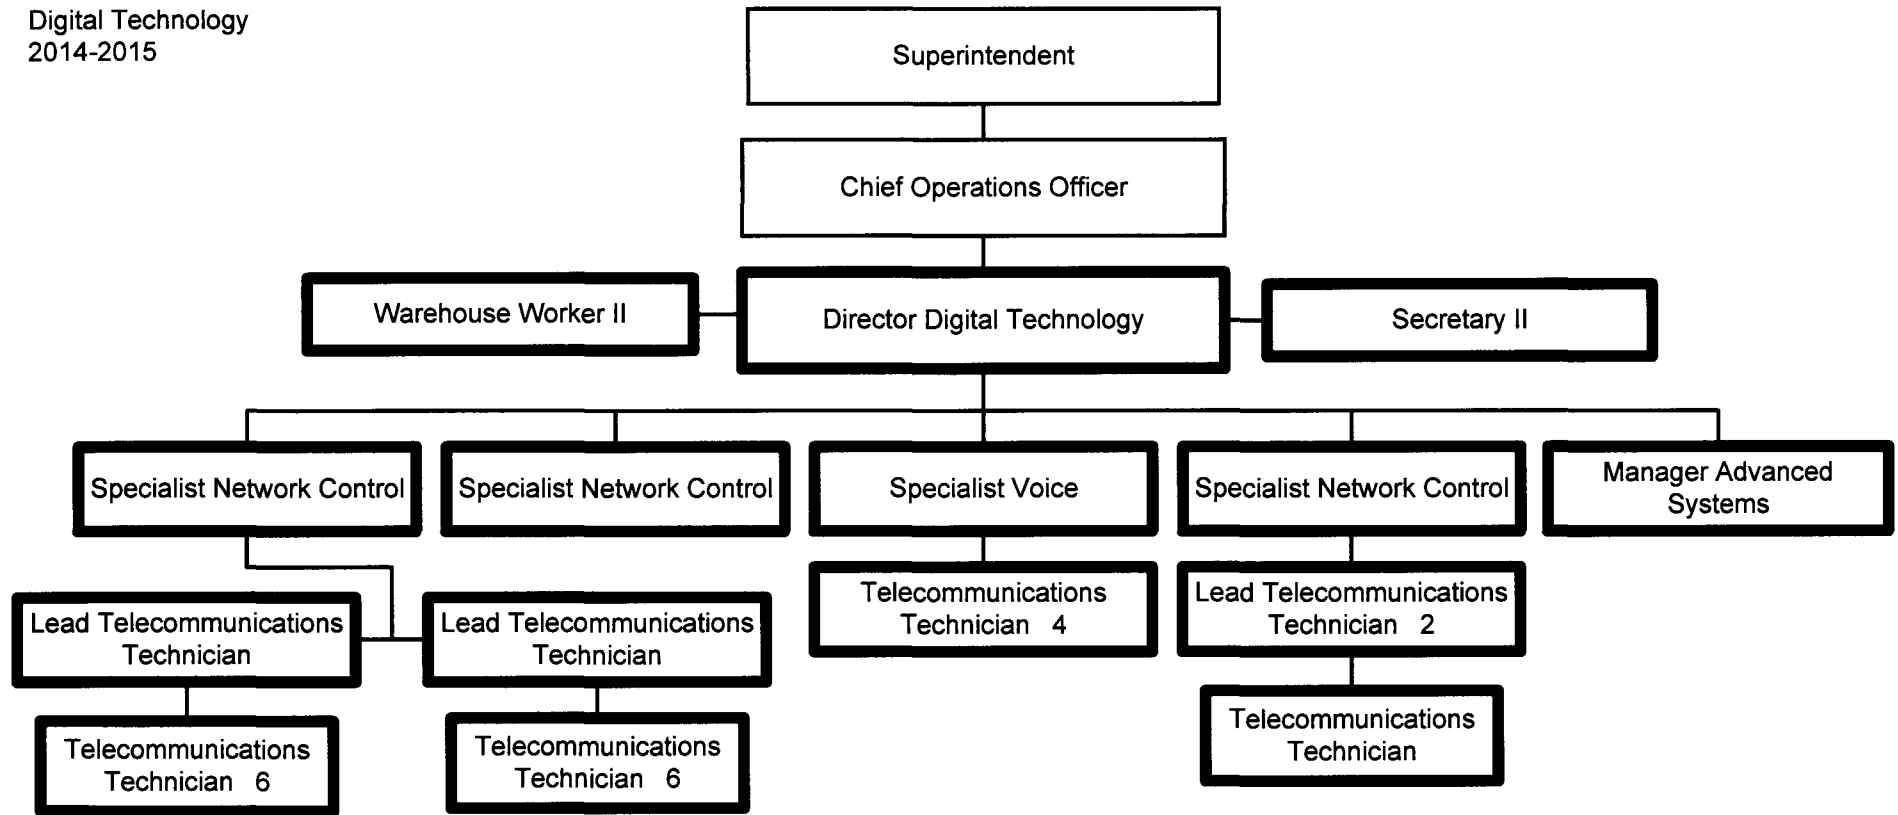 Digital Technology
2014-2015
Superintendent
Chief Operations Officer
Warehouse Worker II
Director Digital Technology
Secretary II
Specialist Network Control
Specialist Network Control
Specialist Voice
Specialist Network Control
Manager Advanced
Systems
Lead Telecommunications
Technician
Lead Telecommunications
Technician
Telecommunications
Technician 4
Lead Telecommunications
Technician 2
Telecommunications
Technician 6
Telecommunications
Technician 6
Telecommunications
Technician